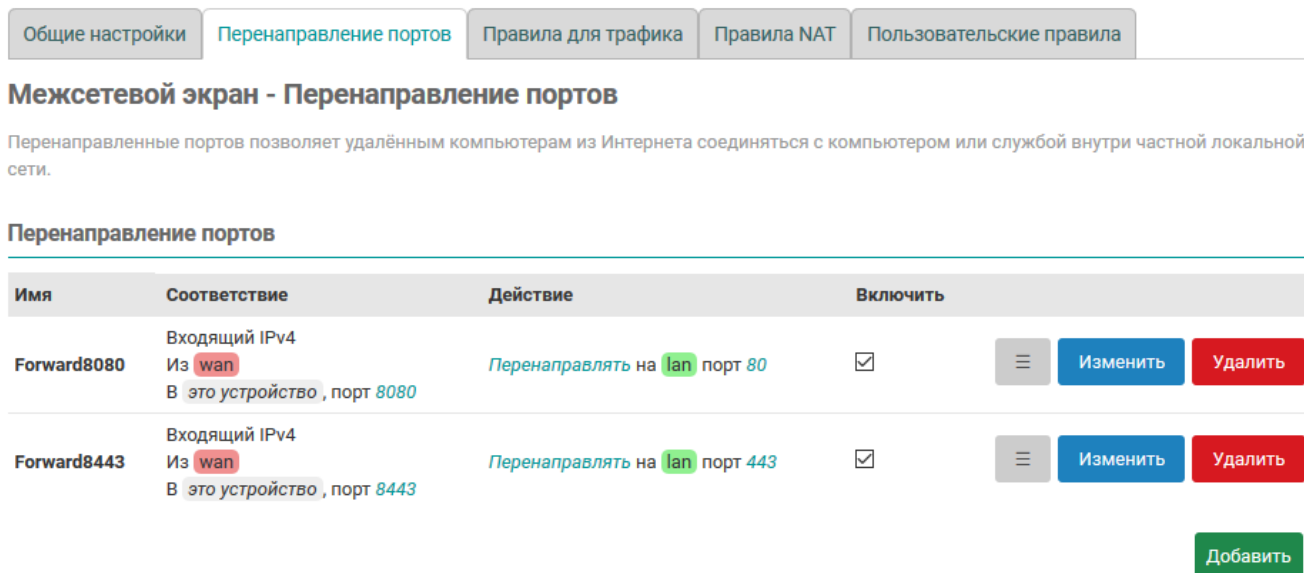 Общие настройки Перенаправление портов Правила для трафика Правила NAT Пользовательские правила
Межсетевой экран - Перенаправление портов
Перенаправленные портов позволяет удалённым компьютерам из Интернета соединяться с компьютером или службой внутри частной локальной
сети.
Перенаправление портов
Имя Соответствие Действие Включить
Входящий IPv4
Forward8080 Из wan Перенаправлять на lan порт 80 Изменить Удалить
В это устройство, порт 8080
Входящий IPv4
Forward8443 Из wan Перенаправлять на lan порт 443 Изменить Удалить
В это устройство, порт 8443
Добавить